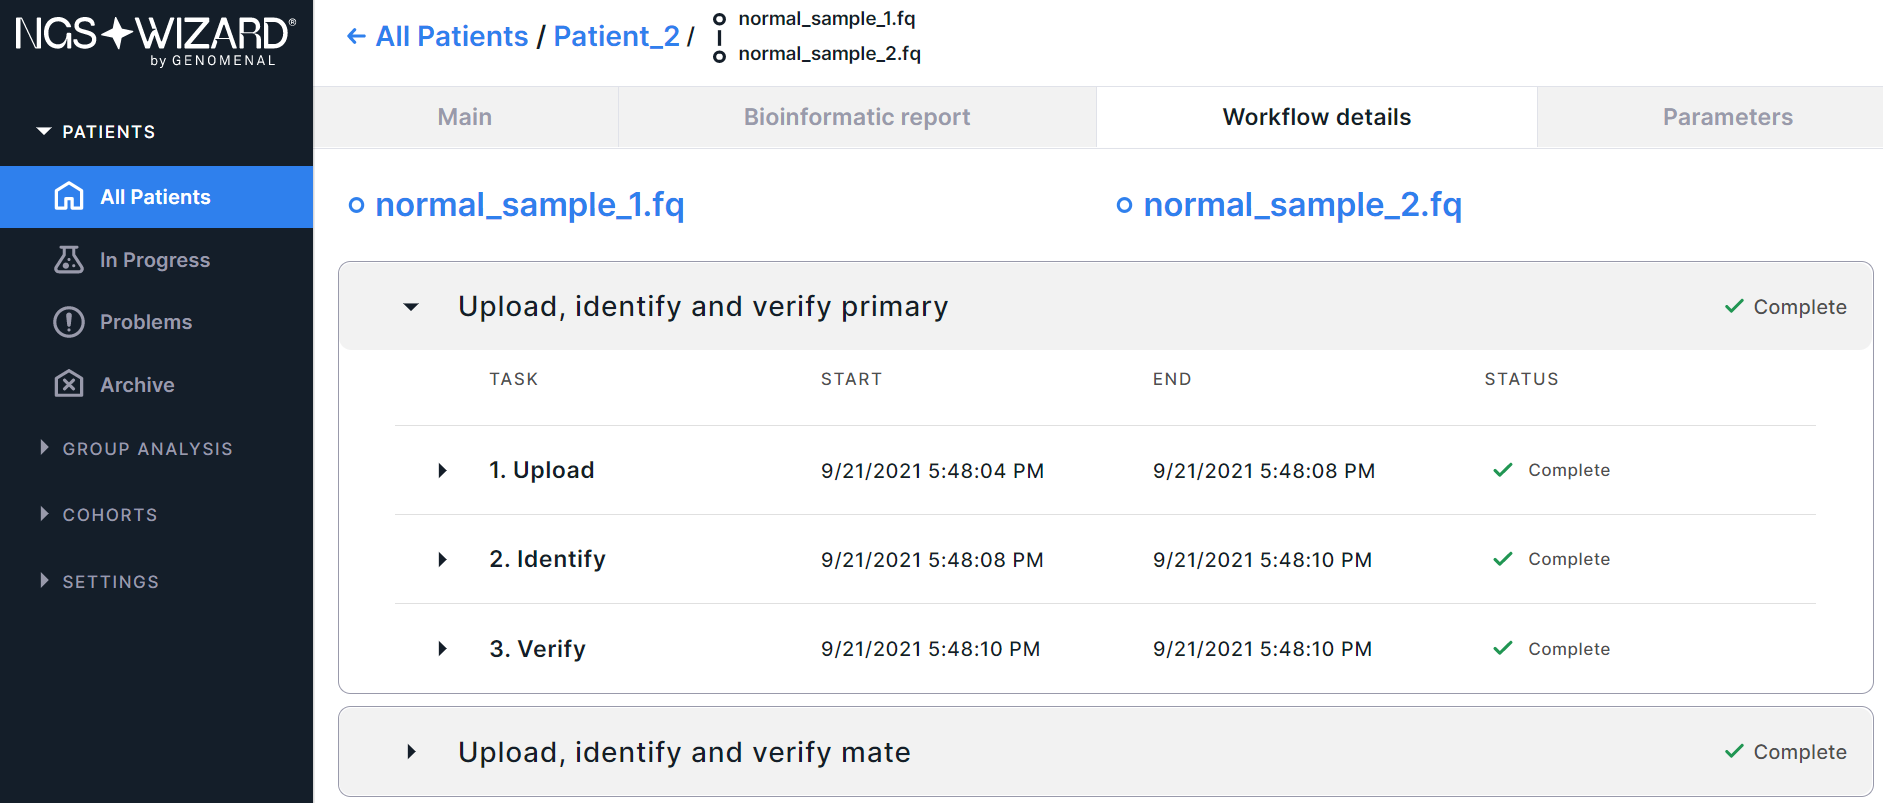 NGS WIZARD®
by GENOMENAL
PATIENTS
All Patients
In Progress
Problems
Archive
GROUP ANALYSIS
COHORTS
SETTINGS
← All Patients / Patient_2 /
normal_sample_1.fq
normal_sample_2.fq
Main
Bioinformatic report
Workflow details
Parameters
normal_sample_1.fq
normal_sample_2.fq
Upload, identify and verify primary
Complete
TASK START END STATUS
1. Upload 9/21/2021 5:48:04 PM 9/21/2021 5:48:08 PM Complete
2. Identify 9/21/2021 5:48:08 PM 9/21/2021 5:48:10 PM Complete
3. Verify 9/21/2021 5:48:10 PM 9/21/2021 5:48:10 PM Complete
Upload, identify and verify mate
Complete